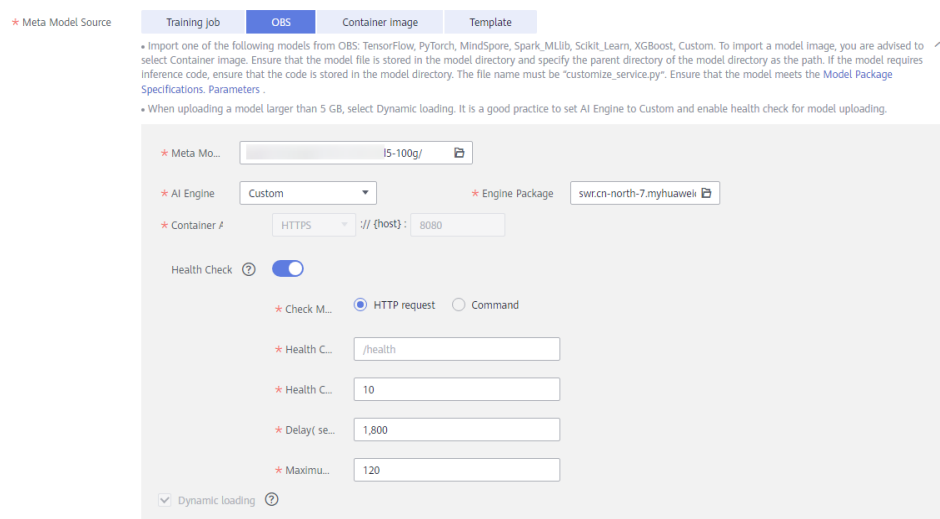 * Meta Model Source
Training job OBS Container image Template
• Import one of the following models from OBS: TensorFlow, PyTorch, MindSpore, Spark_MLlib, Scikit_Learn, XGBoost, Custom. To Import a model image, you are advised to
select Container image. Ensure that the model file is stored in the model directory and specify the parent directory of the model directory as the path. If the model requires
inference code, ensure that the code is stored in the model directory. The file name must be "customize_service.py". Ensure that the model meets the Model Package
Specifications. Parameters .
• When uploading a model larger than 5 GB, select Dynamic loading. It is good practice to set AI Engine to Custom and enable health check for model uploading.
* Meta Mo... l5-100g/
* AI Engine Custom * Engine Package swr.cn-north-7.myhuawei
* Container A HTTPS :// {host} : 8080
Health Check ?
* Check M... HTTP request Command
* Health C... /health
* Health C... 10
* Delay( se... 1,800
* Maximu... 120
Dynamic loading ?